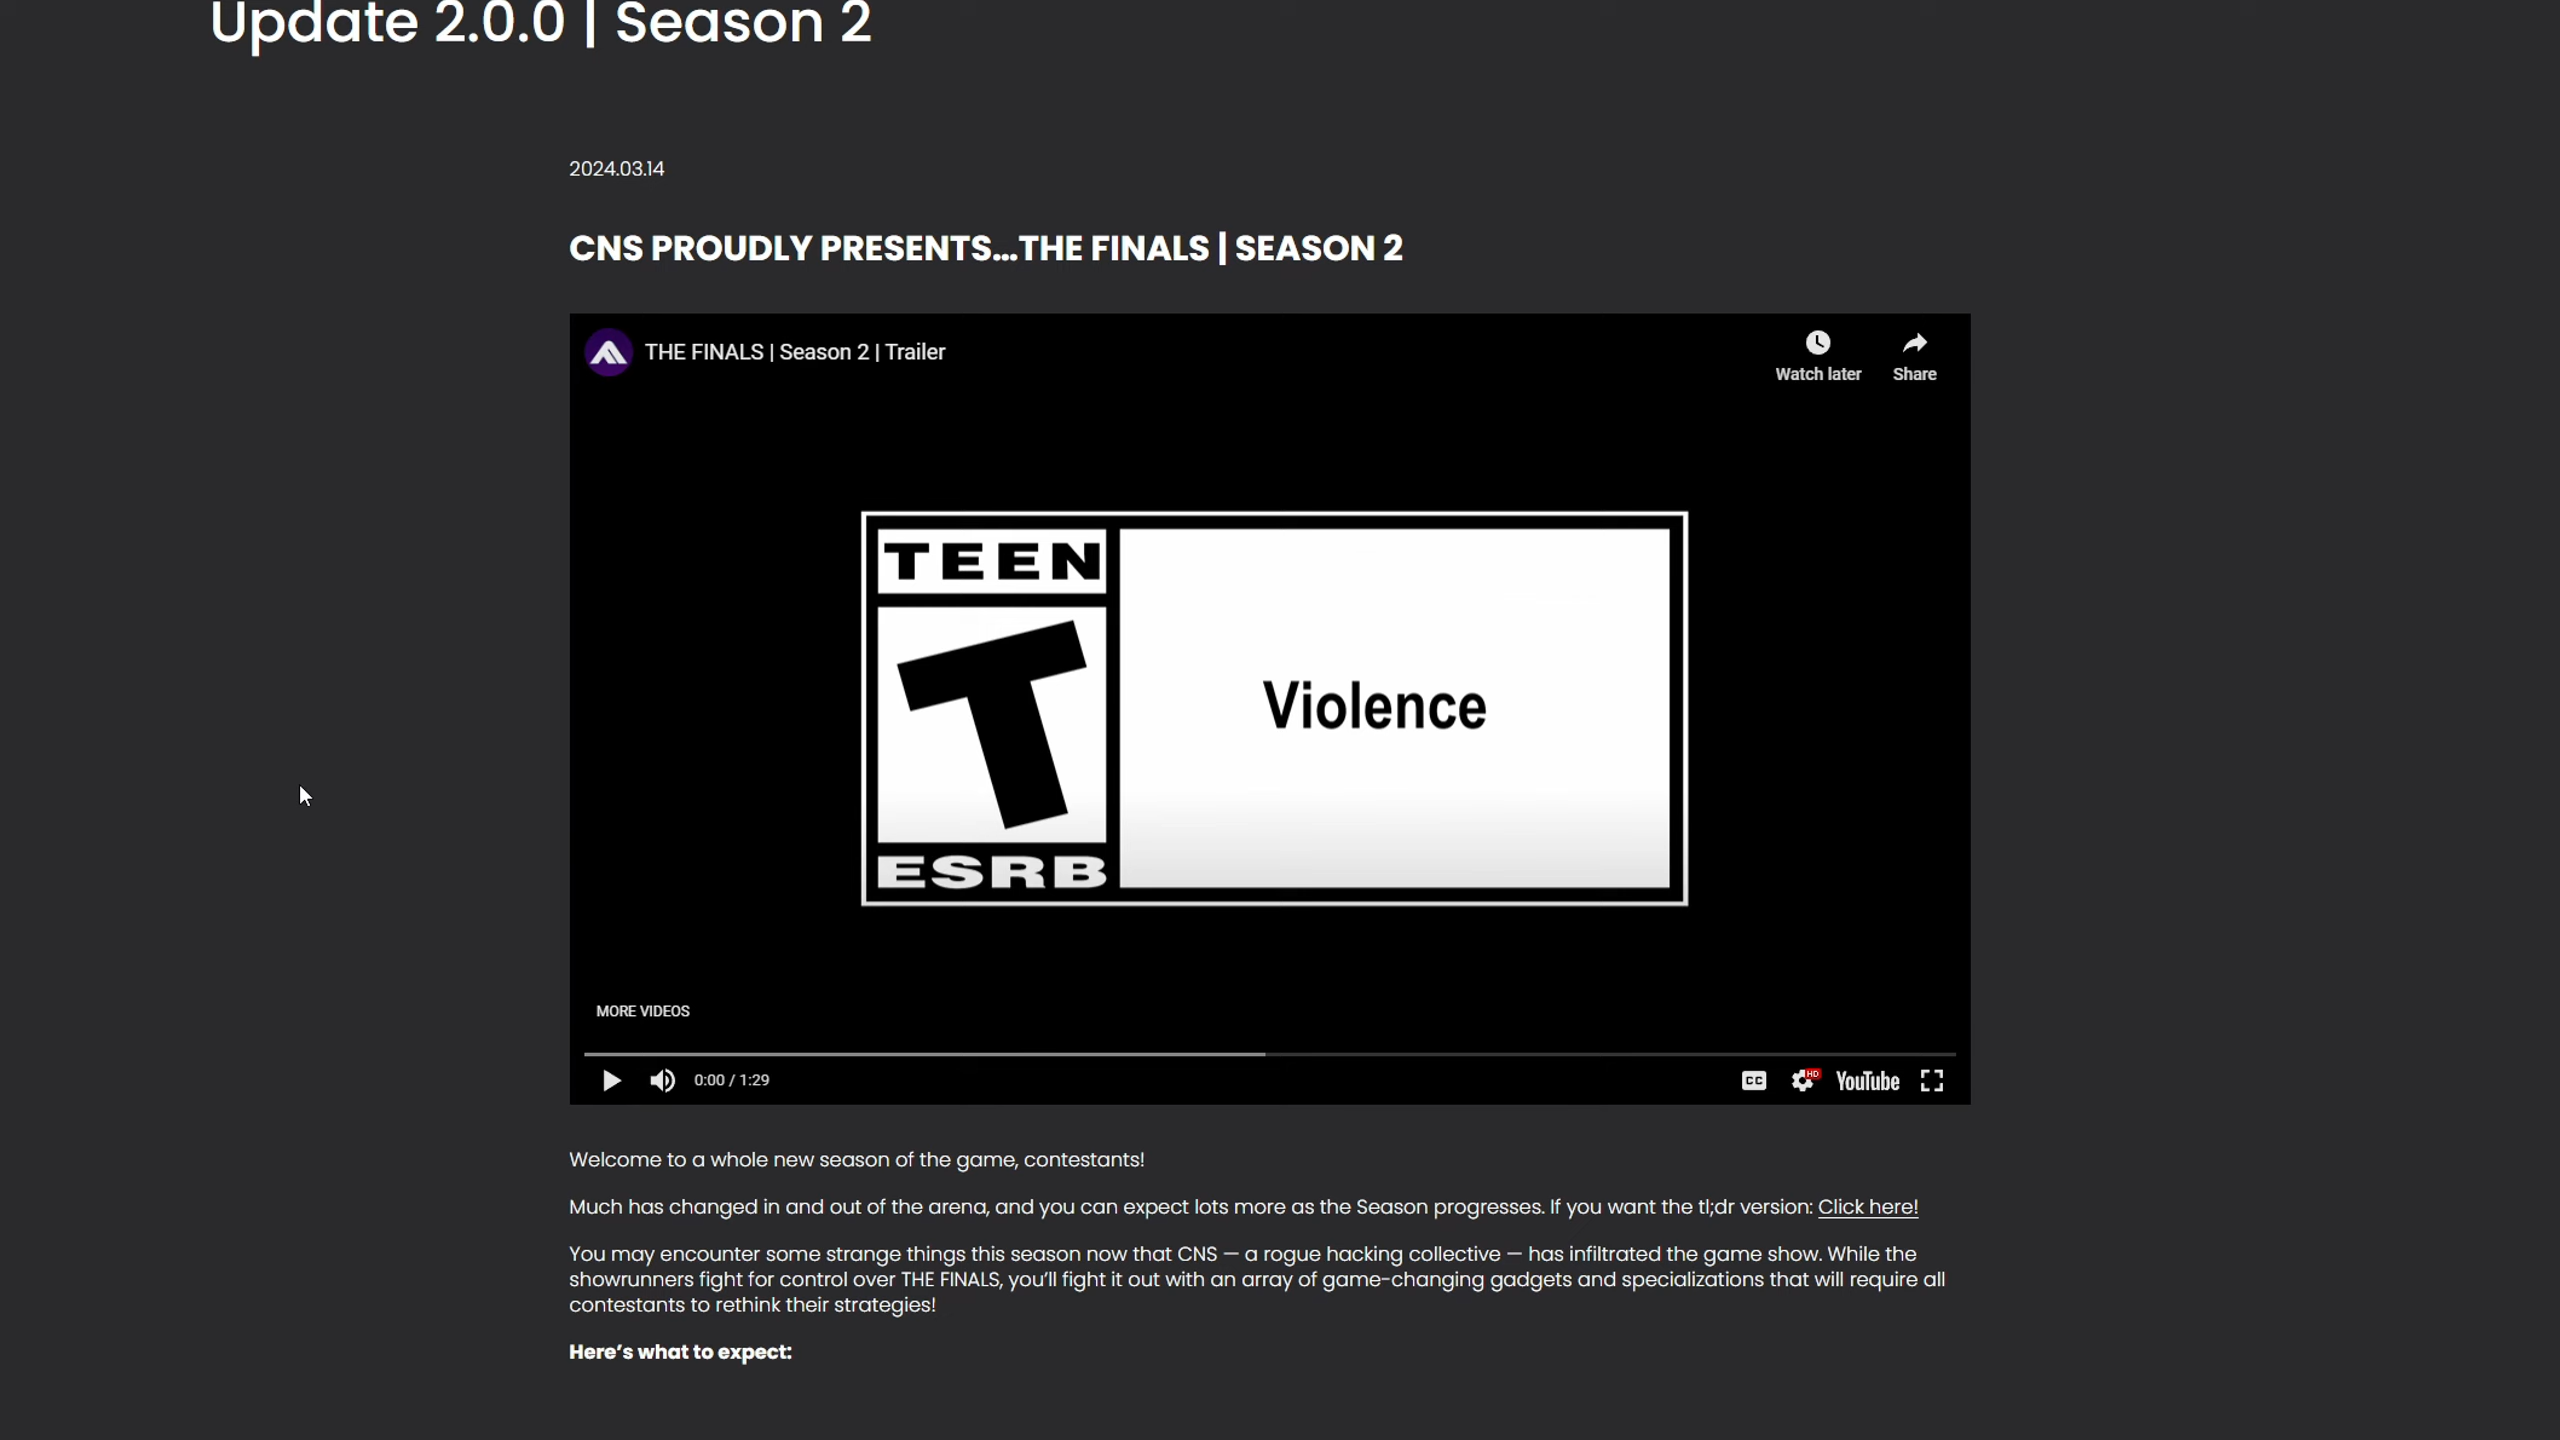 Update 2.0.0 | Season 2
2024.03.14
CNS PROUDLY PRESENTS...THE FINALS | SEASON 2
THE FINALS | Season 2 | Trailer
Watch later
Share
TEEN
T
ESRB
Violence
MORE VIDEOS
0:00 / 1:29
CC
HD
YouTube
Welcome to a whole new season of the game, contestants!
Much has changed in and out of the arena, and you can expect lots more as the Season progresses. If you want the tl;dr version: Click here!
You may encounter some strange things this season now that CNS — a rogue hacking collective — has infiltrated the game show. While the
showrunners fight for control over THE FINALS, you'll fight it out with an array of game-changing gadgets and specializations that will require all
contestants to rethink their strategies!
Here's what to expect: